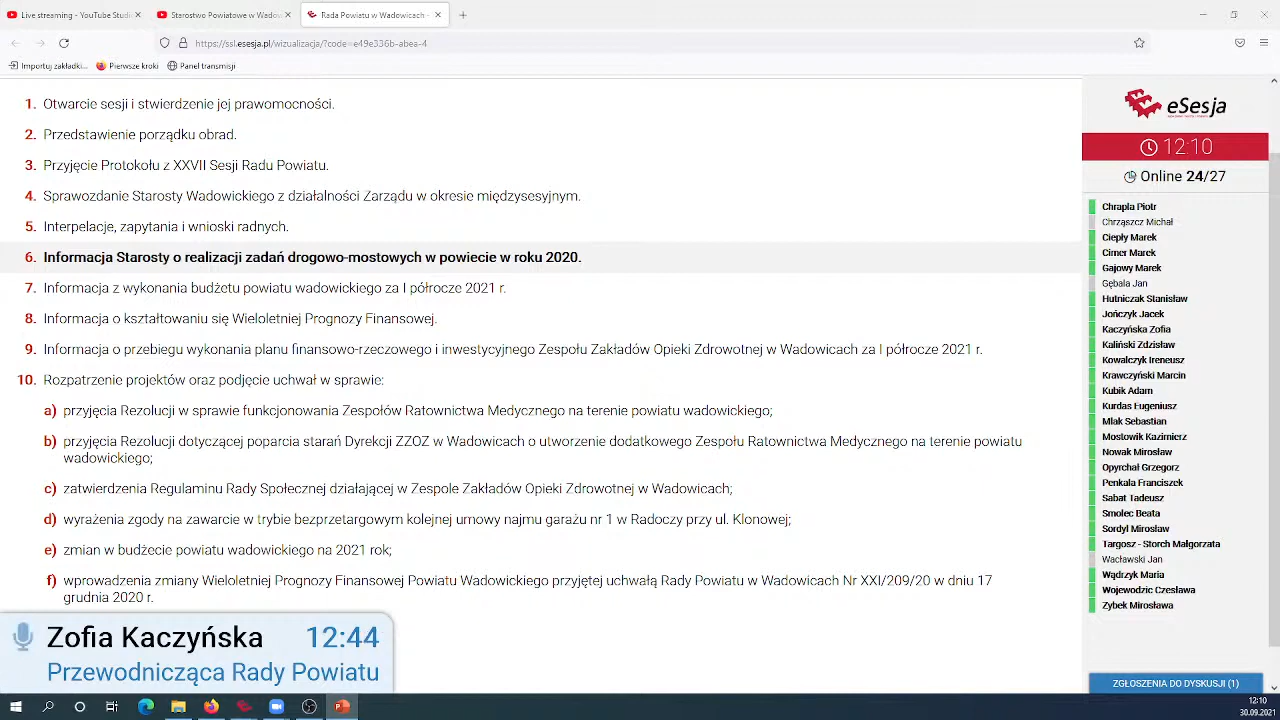 Live streaming - YouTube Studi
Starostwo Powiatowe w Wadow
Rada Powiatu w Wadowicach -
https://ssl.esesja.pl/wizualizacja/?code=e49e336b-abea-4
Importuj zakładki...
Pierwsze kroki
Panel transmisji
1. Otwarcie sesji i stwierdzenie jej prawomocności.
2. Przedstawienie porządku obrad.
3. Przyjęcie Protokołu z XXVII Sesji Rady Powiatu.
4. Sprawozdanie Starosty Wadowickiego z działalności Zarządu w okresie międzysesyjnym.
5. Interpelacje, zapytania i wnioski radnych.
6. Informacja Starosty o realizacji zadań drogowo-mostowych w powiecie w roku 2020.
7. Informacja z wykonania budżetu powiatu wadowickiego za I półrocze 2021 r.
8. Informacja o kształtowaniu się Wieloletniej Prognozy Finansowej.
9. Informacja o przebiegu wykonania planu finansowo-rzeczowego i inwestycyjnego Zespołu Zakładów Opieki Zdrowotnej w Wadowicach za I półrocze 2021 r.
10. Rozpatrzenie projektów oraz podjęcie uchwał w sprawie:
a) przyjęcia Rezolucji w sprawie funkcjonowania Zespołów Ratownictwa Medycznego na terenie powiatu wadowickiego;
b) przyjęcia Rezolucji dotyczącej poparcia starań Dyrekcji ZZOZ w Wadowicach o utworzenie dodatkowego Zespołu Ratownictwa Medycznego na terenie powiatu
wadowickiego;
c) zatwierdzenia Regulaminu Rady Społecznej działającej w Zespole Zakładów Opieki Zdrowotnej w Wadowicach;
d) wyrażenia zgody na zawarcie w trybie bezprzetargowym kolejnej umowy najmu garażu nr 1 w Radoczy przy ul. Klonowej;
e) zmian w budżecie powiatu wadowickiego na 2021 rok;
f) wprowadzenia zmiany Wieloletniej Prognozy Finansowej Powiatu Wadowickiego przyjętej uchwałą Rady Powiatu w Wadowicach Nr XXI/209/20 w dniu 17
grudnia 2020 r.
Zofia Kaczyńska 12:44
Przewodnicząca Rady Powiatu
eSesja
12:10
Online 24/27
Chrapla Piotr
Chrząszcz Michał
Ciepły Marek
Cimer Marek
Gajowy Marek
Gębala Jan
Hutniczak Stanisław
Jończyk Jacek
Kaczyńska Zofia
Kaliński Zdzisław
Kowalczyk Ireneusz
Krawczyński Marcin
Kubik Adam
Kurdas Eugeniusz
Mlak Sebastian
Mostowik Kazimierz
Nowak Mirosław
Opyrchał Grzegorz
Penkala Franciszek
Sabat Tadeusz
Smolec Beata
Sordyl Mirosław
Targosz - Storch Małgorzata
Wacławski Jan
Wądrzyk Maria
Wojewodzic Czesława
Zybek Mirosława
ZGŁOSZENIA DO DYSKUSJI (1)
12:10
30.09.2021